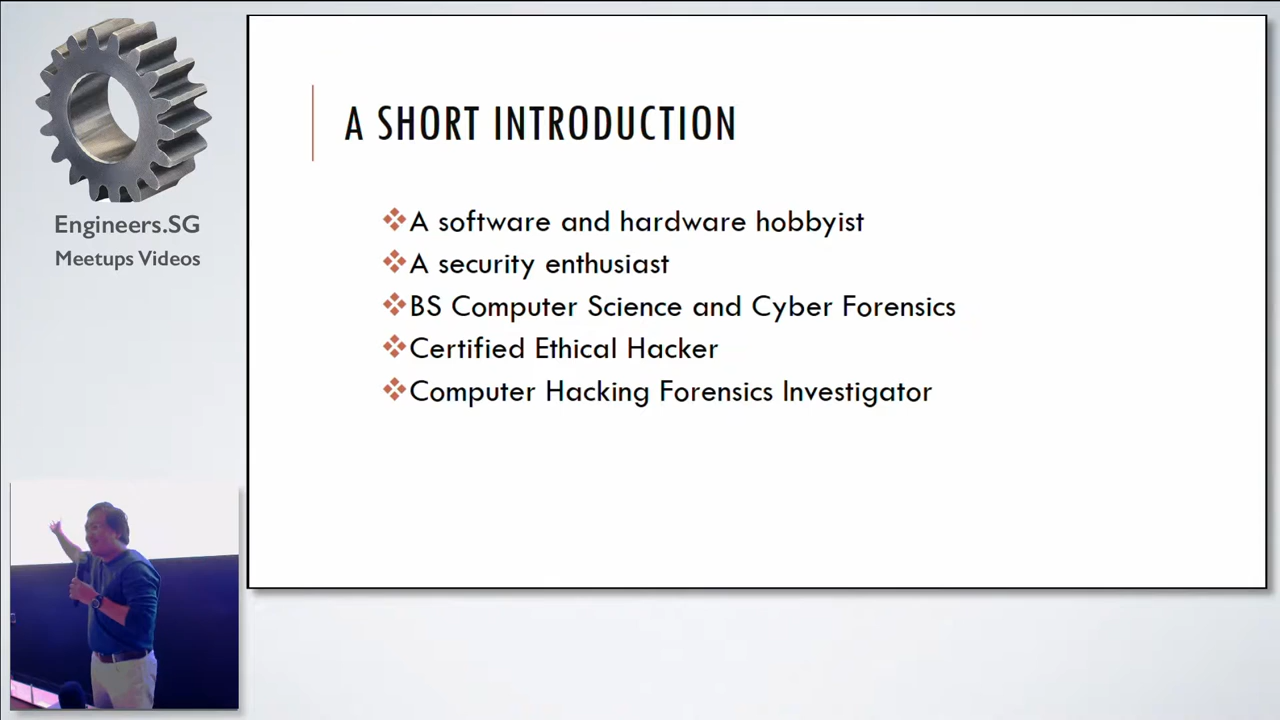 Engineers.SG
Meetups Videos
A SHORT INTRODUCTION
A software and hardware hobbyist
A security enthusiast
BS Computer Science and Cyber Forensics
Certified Ethical Hacker
Computer Hacking Forensics Investigator